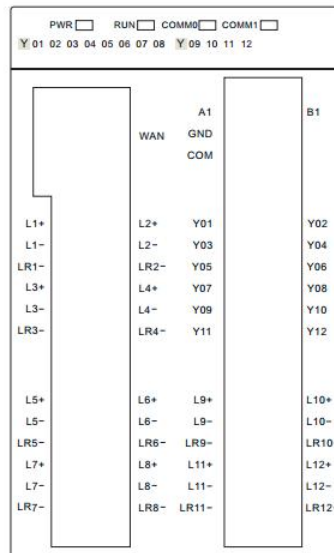 PWR RUN COMM0 COMM1
Y 01 02 03 04 05 06 07 08 Y 09 10 11 12
A1 B1
WAN GND
COM
L1+ L2+ Y01 Y02
L1- L2- Y03 Y04
LR1- LR2- Y05 Y06
L3+ L4+ Y07 Y08
L3- L4- Y09 Y10
LR3- LR4- Y11 Y12
L5+ L6+ L9+ L10+
L5- L6- L9- L10-
LR5- LR6- LR9- LR10
L7+ L8+ L11+ L12+
L7- L8- L11- L12-
LR7- LR8- LR11- LR12-